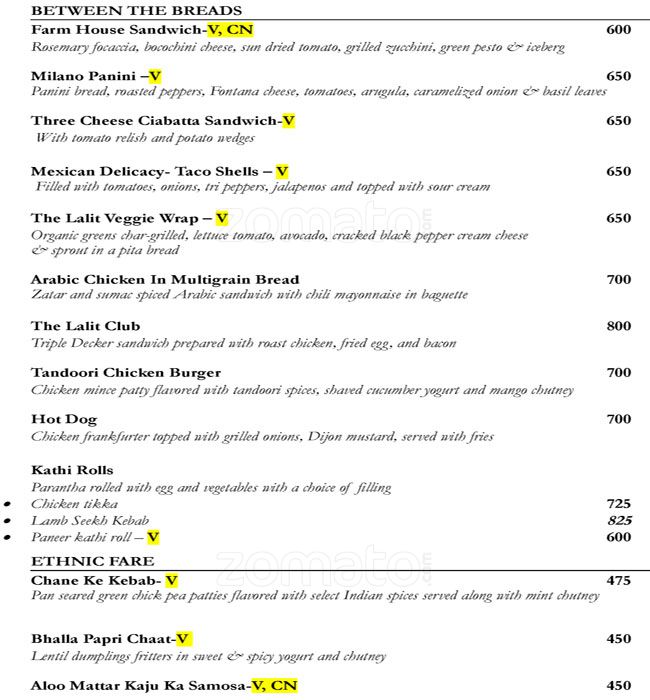 BETWEEN THE BREADS
Farm House Sandwich-V, CN 600
Rosemary focaccia, bocochini cheese, sun dried tomato, grilled zucchini, green pesto & iceberg
Milano Panini –V 650
Panini bread, roasted peppers, Fontana cheese, tomatoes, arugula, caramelized onion & basil leaves
Three Cheese Ciabatta Sandwich-V 650
With tomato relish and potato wedges
Mexican Delicacy- Taco Shells – V 650
Filled with tomatoes, onions, tri peppers, jalapenos and topped with sour cream
The Lalit Veggie Wrap – V 650
Organic greens char-grilled, lettuce tomato, avocado, cracked black pepper cream cheese
& sprout in a pita bread
zomato.com
Arabic Chicken In Multigrain Bread 700
Zatar and sumac spiced Arabic sandwich with chili mayonnaise in baguette
The Lalit Club 800
Triple Decker sandwich prepared with roast chicken, fried egg, and bacon
Tandoori Chicken Burger 700
Chicken mince patty flavored with tandoori spices, shaved cucumber yogurt and mango chutney
Hot Dog 700
Chicken frankfurter topped with grilled onions, Dijon mustard, served with fries
Kathi Rolls
Parantha rolled with egg and vegetables with a choice of filling
• Chicken tikka 725
• Lamb Seekh Kebab 825
• Paneer kathi roll – V 600
zomato.com
ETHNIC FARE
Chane Ke Kebab- V 475
Pan seared green chick pea patties flavored with select Indian spices served along with mint chutney
Bhalla Papri Chaat-V 450
Lentil dumplings fritters in sweet & spicy yogurt and chutney
Aloo Mattar Kaju Ka Samosa-V, CN 450